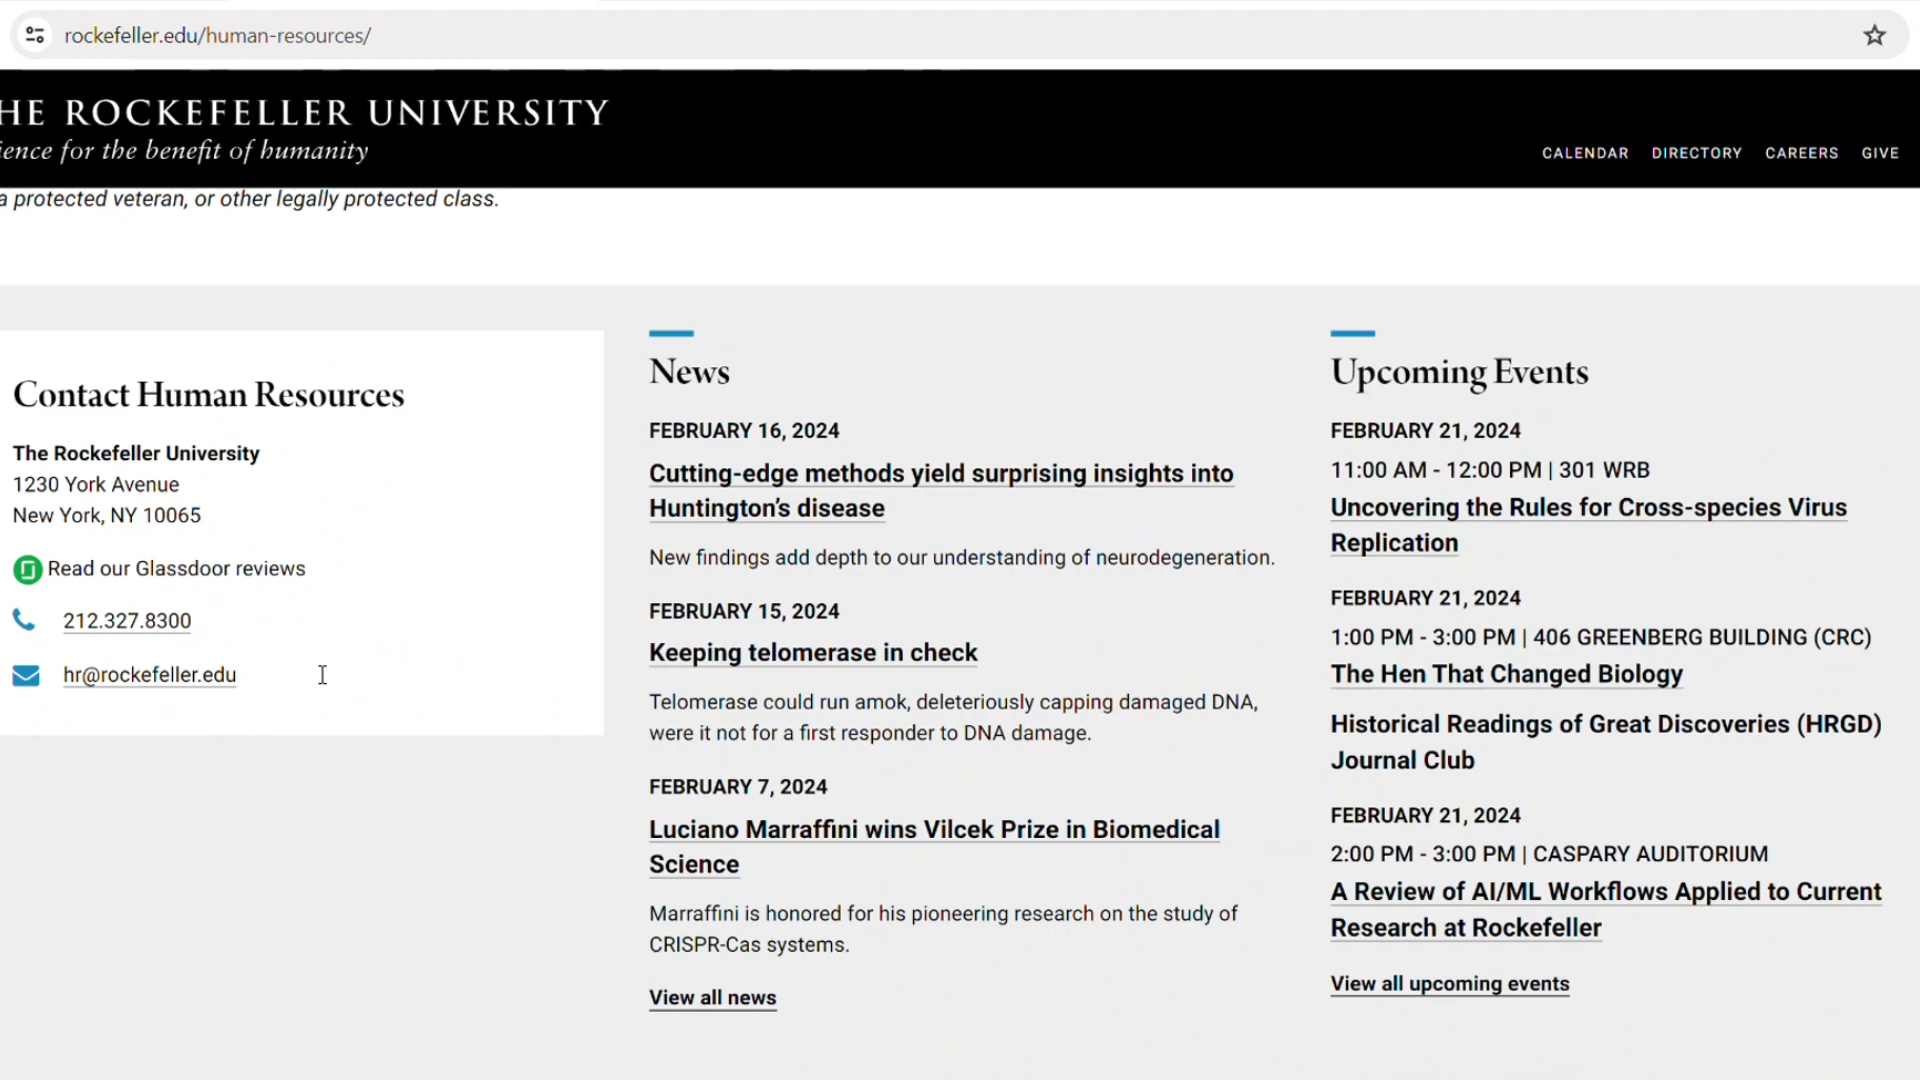 rockefeller.edu/human-resources/
HE ROCKEFELLER UNIVERSITY
ience for the benefit of humanity
CALENDAR DIRECTORY CAREERS GIVE
a protected veteran, or other legally protected class.
Contact Human Resources
The Rockefeller University
1230 York Avenue
New York, NY 10065
Read our Glassdoor reviews
212.327.8300
hr@rockefeller.edu
News
FEBRUARY 16, 2024
Cutting-edge methods yield surprising insights into
Huntington’s disease
New findings add depth to our understanding of neurodegeneration.
FEBRUARY 15, 2024
Keeping telomerase in check
Telomerase could run amok, deleteriously capping damaged DNA,
were it not for a first responder to DNA damage.
FEBRUARY 7, 2024
Luciano Marraffini wins Vilcek Prize in Biomedical
Science
Marraffini is honored for his pioneering research on the study of
CRISPR-Cas systems.
View all news
Upcoming Events
FEBRUARY 21, 2024
11:00 AM - 12:00 PM | 301 WRB
Uncovering the Rules for Cross-species Virus
Replication
FEBRUARY 21, 2024
1:00 PM - 3:00 PM | 406 GREENBERG BUILDING (CRC)
The Hen That Changed Biology
Historical Readings of Great Discoveries (HRGD)
Journal Club
FEBRUARY 21, 2024
2:00 PM - 3:00 PM | CASPARY AUDITORIUM
A Review of AI/ML Workflows Applied to Current
Research at Rockefeller
View all upcoming events